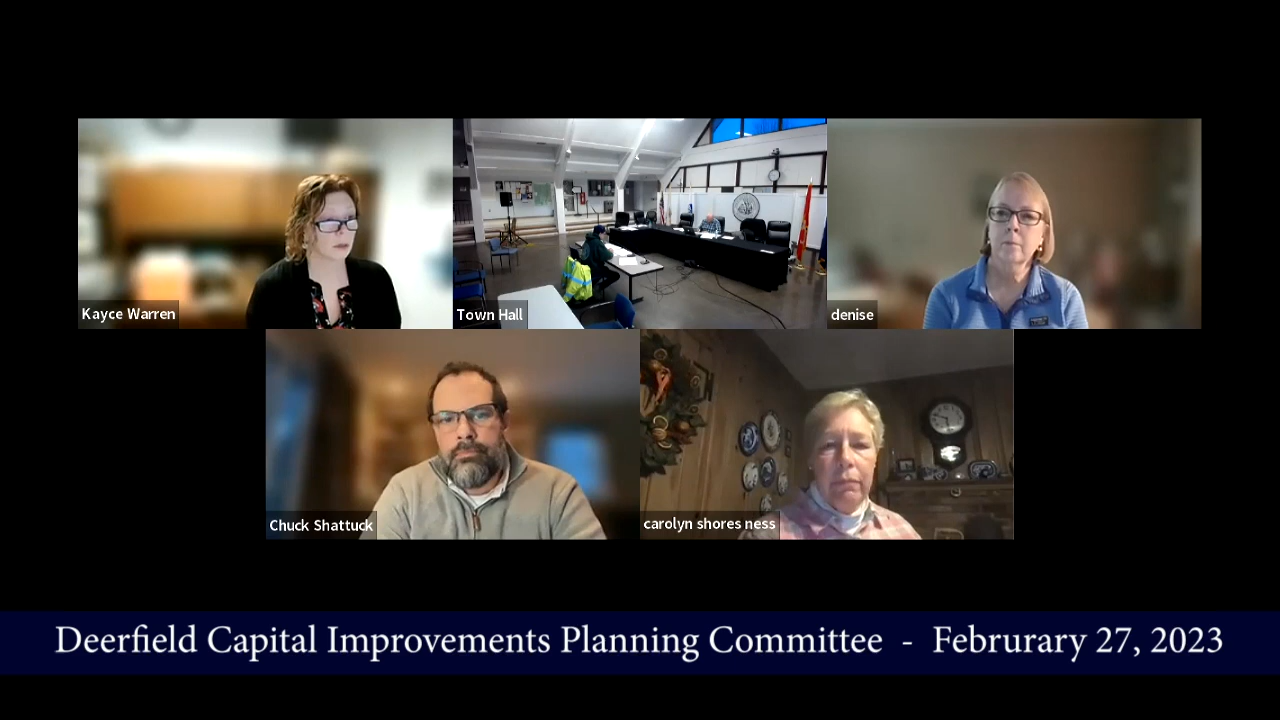 Kayce Warren
Town Hall
denise
Chuck Shattuck
carolyn shores ness
Deerfield Capital Improvements Planning Committee - Februrary 27, 2023